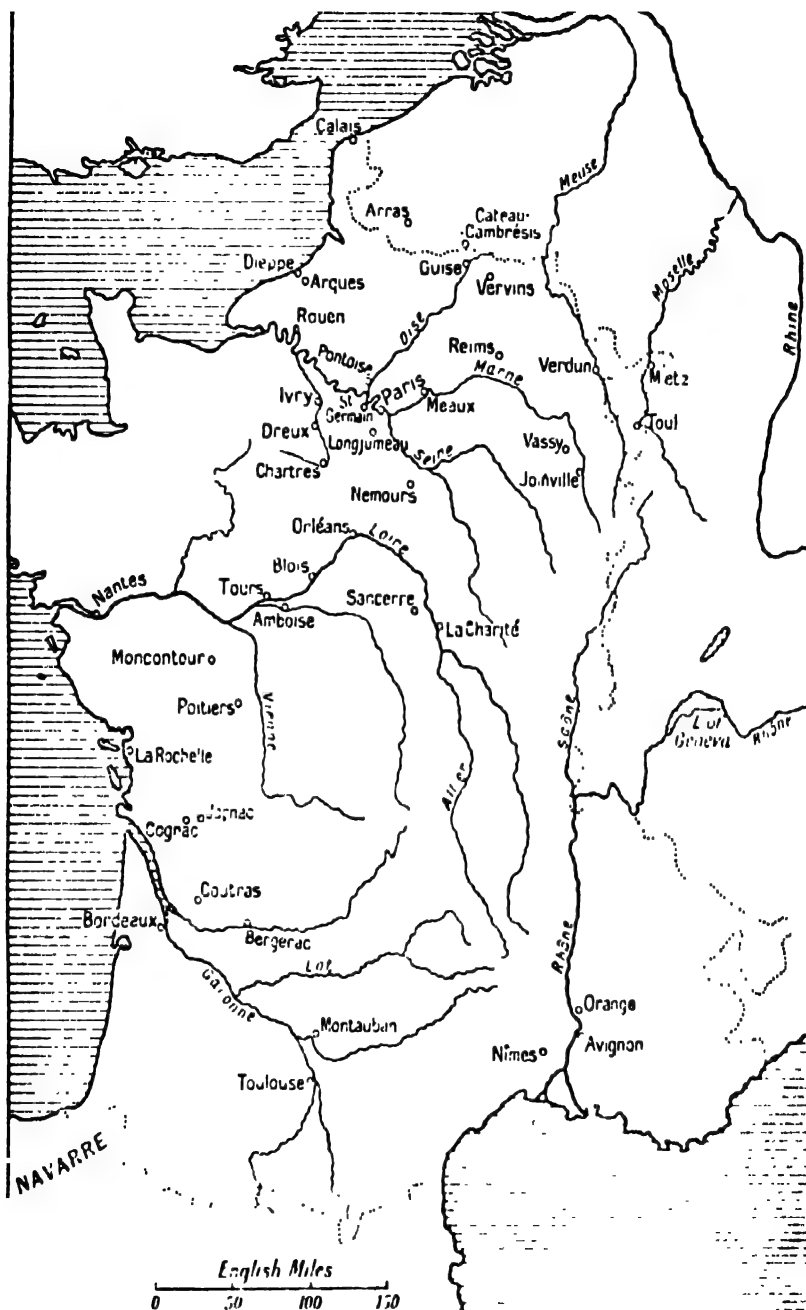 Calais
Meuse
Arras
Cateau-
Cambrésis
Dieppe
Arques
Guise
Vervins
Moselle
Rhine
Rouen
Oise
Pontoise
Reims
Marne
Verdun
Metz
Ivry
St
Germain
Paris
Meaux
Dreux
Longjumeau
Vassy
Toul
Chartres
Seine
Joinville
Nemours
Orléans
Loire
Blois
Nantes
Tours
Amboise
Sancerre
La Charité
Moncontour
Poitiers
Vienne
Saône
L of
Geneva
Rhône
La Rochelle
Allier
Jarnac
Cognac
Coutras
Bordeaux
Bergerac
Lot
Rhône
Garonne
Orange
Montauban
Avignon
Nîmes
Toulouse
NAVARRE
English Miles
0 50 100 150